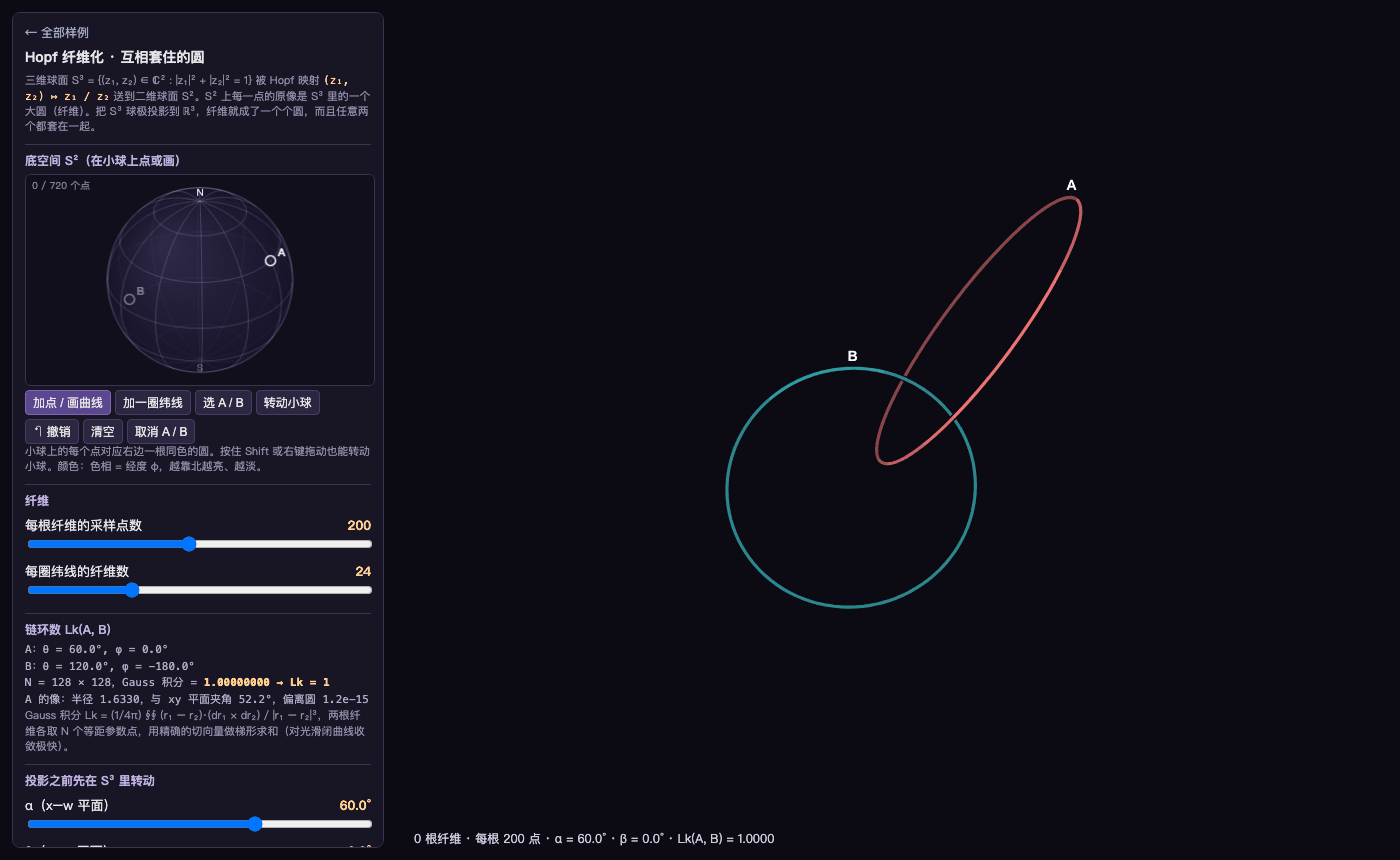 ← 全部样例
Hopf 纤维化 · 互相套住的圆
三维球面 S³ = {(z₁, z₂) ∈ ℂ² : |z₁|² + |z₂|² = 1} 被 Hopf 映射 (z₁,
z₂) ↦ z₁ / z₂ 送到二维球面 S²。S² 上每一点的原像是 S³ 里的一个
大圆（纤维）。把 S³ 球极投影到 ℝ³，纤维就成了一个个圆，而且任意两
个都套在一起。
底空间 S²（在小球上点或画）
0 / 720 个点
N
A
B
S
加点 / 画曲线 加一圈纬线 选 A / B 转动小球
↰ 撤销 清空 取消 A / B
小球上的每个点对应右边一根同色的圆。按住 Shift 或右键拖动也能转动
小球。颜色：色相 = 经度 φ，越靠北越亮、越淡。
纤维
每根纤维的采样点数 200
每圈纬线的纤维数 24
链环数 Lk(A, B)
A: θ = 60.0°, φ = 0.0°
B: θ = 120.0°, φ = −180.0°
N = 128 × 128，Gauss 积分 = 1.00000000 → Lk = 1
A 的像：半径 1.6330，与 xy 平面夹角 52.2°，偏离圆 1.2e-15
Gauss 积分 Lk = (1/4π) ∮∮ (r₁ − r₂)·(dr₁ × dr₂) / |r₁ − r₂|³，两根纤
维各取 N 个等距参数点，用精确的切向量做梯形求和（对光滑闭曲线收
敛极快）。
投影之前先在 S³ 里转动
α（x—w 平面） 60.0°
A
B
0 根纤维 · 每根 200 点 · α = 60.0° · β = 0.0° · Lk(A, B) = 1.0000